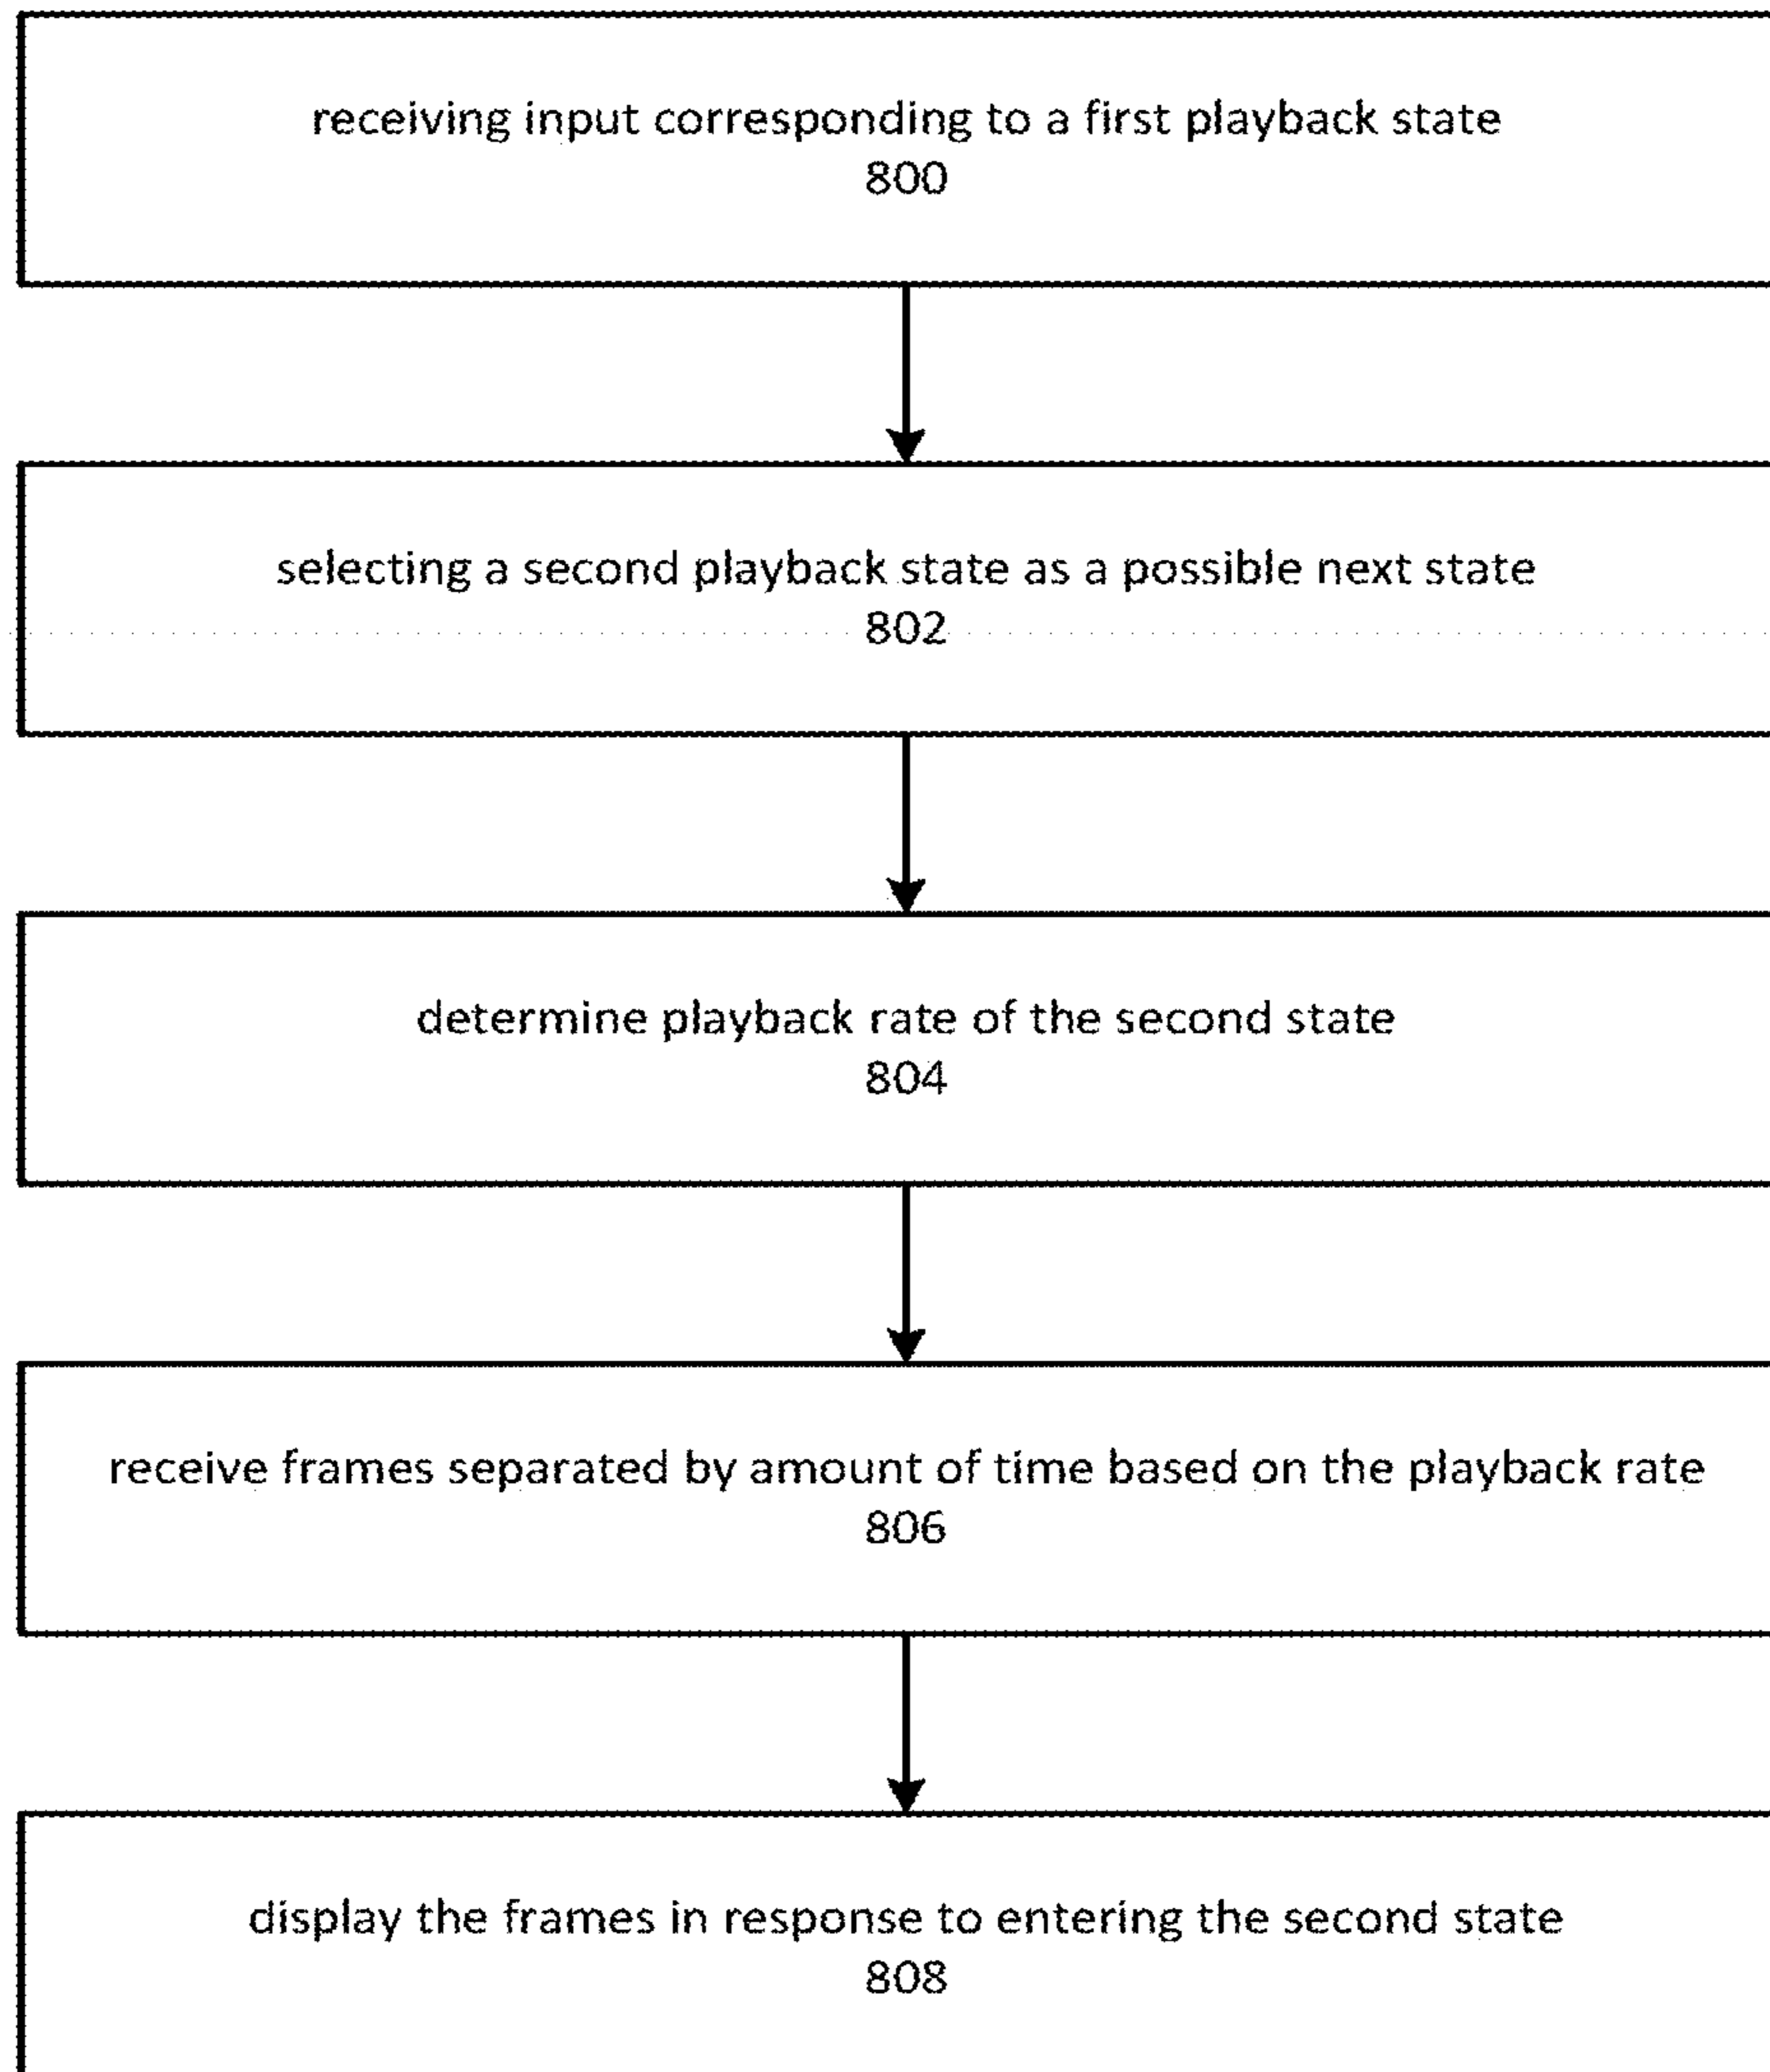 receiving input corresponding to a first playback state
800
selecting a second playback state as a possible next state
802
determine playback rate of the second state
804
receive frames separated by amount of time based on the playback rate
806
display the frames in response to entering the second state
808